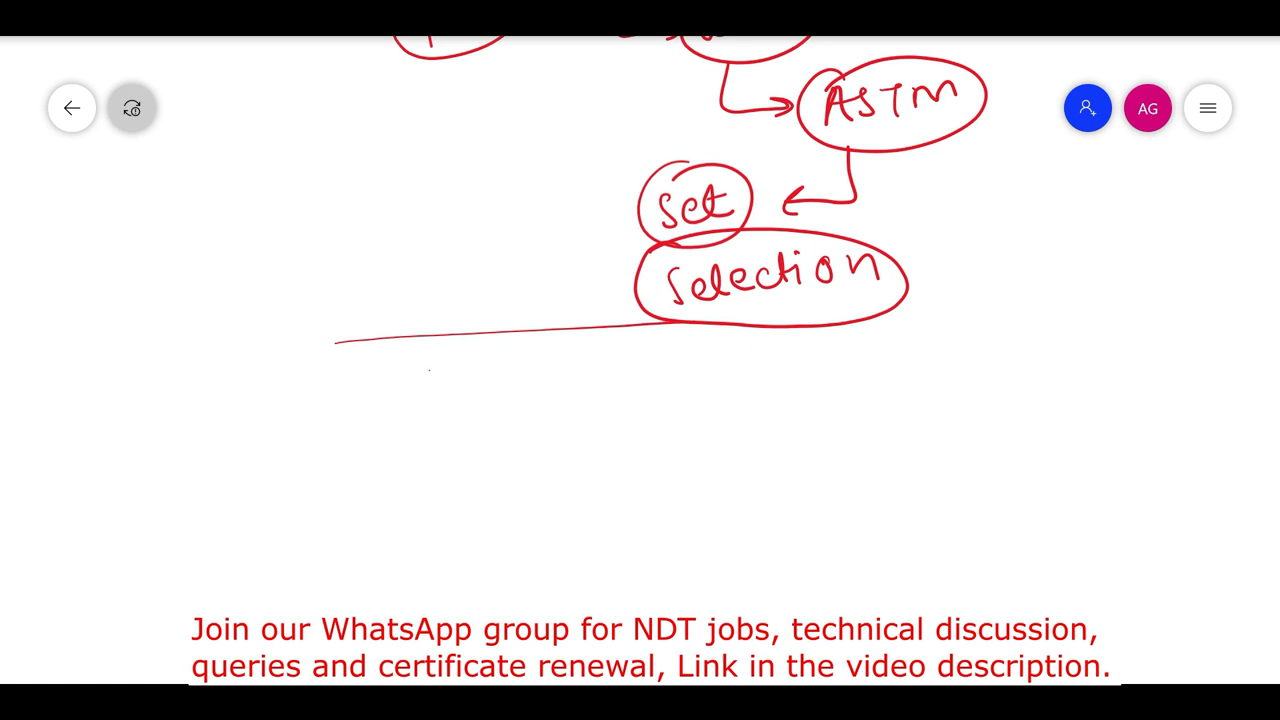 ASTM
AG
Set
Selection
Join our WhatsApp group for NDT jobs, technical discussion,
queries and certificate renewal, Link in the video description.